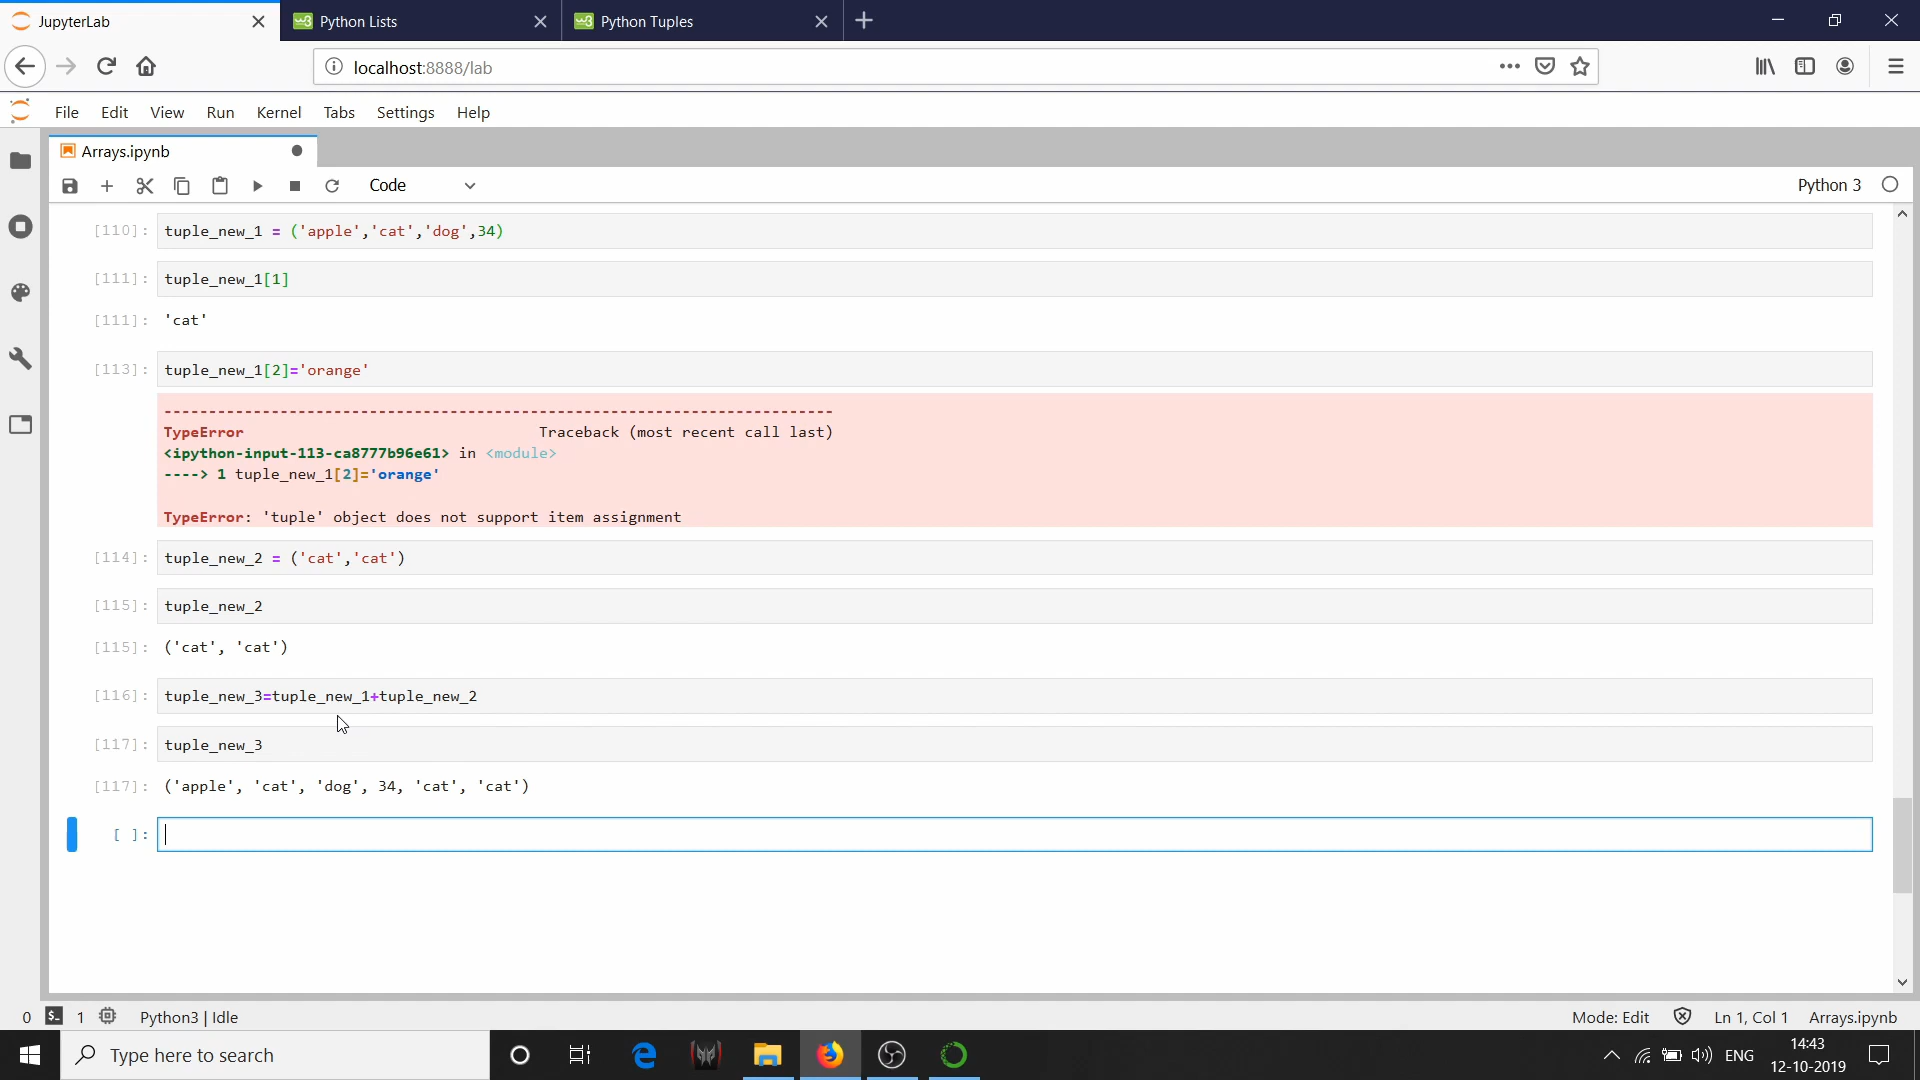 JupyterLab
Python Lists
Python Tuples
localhost:8888/lab
File Edit View Run Kernel Tabs Settings Help
Arrays.ipynb
Code
Python 3
[110]: tuple_new_1 = ('apple','cat','dog',34)
[111]: tuple_new_1[1]
[111]: 'cat'
[113]: tuple_new_1[2]='orange'
---------------------------------------------------------------------------
TypeError Traceback (most recent call last)
<ipython-input-113-ca8777b96e61> in <module>
----> 1 tuple_new_1[2]='orange'
TypeError: 'tuple' object does not support item assignment
[114]: tuple_new_2 = ('cat','cat')
[115]: tuple_new_2
[115]: ('cat', 'cat')
[116]: tuple_new_3=tuple_new_1+tuple_new_2
[117]: tuple_new_3
[117]: ('apple', 'cat', 'dog', 34, 'cat', 'cat')
[ ]:
0 $_ 1 Python3 | Idle Mode: Edit Ln 1, Col 1 Arrays.ipynb
Type here to search
ENG
14:43
12-10-2019